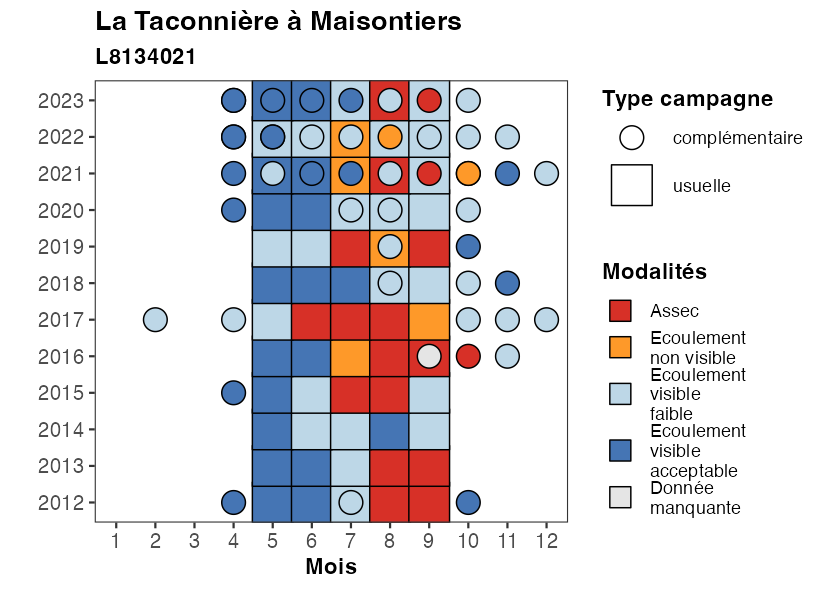 La Taconnière à Maisontiers
L8134021
2023
2022
2021
2020
2019
2018
2017
2016
2015
2014
2013
2012
1 2 3 4 5 6 7 8 9 10 11 12
Mois
Type campagne
complémentaire
usuelle
Modalités
Assec
Ecoulement
non visible
Ecoulement
visible
faible
Ecoulement
visible
acceptable
Donnée
manquante